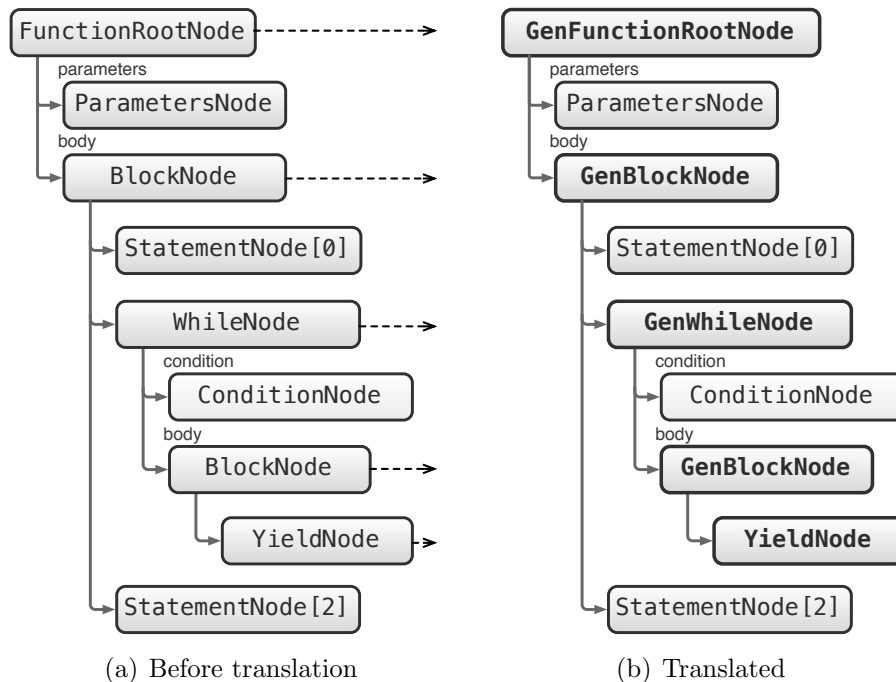 FunctionRootNode
parameters
ParametersNode
body
BlockNode
StatementNode[0]
WhileNode
condition
ConditionNode
body
BlockNode
YieldNode
StatementNode[2]
(a) Before translation
GenFunctionRootNode
parameters
ParametersNode
body
GenBlockNode
StatementNode[0]
GenWhileNode
condition
ConditionNode
body
GenBlockNode
YieldNode
StatementNode[2]
(b) Translated